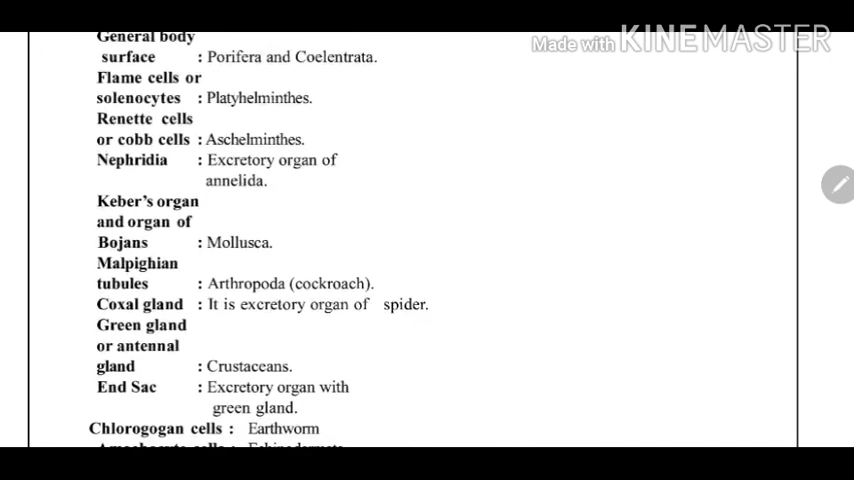 Made with KINEMASTER
General body
surface : Porifera and Coelentrata.
Flame cells or
solenocytes : Platyhelminthes.
Renette cells
or cobb cells : Aschelminthes.
Nephridia : Excretory organ of
annelida.
Keber's organ
and organ of
Bojans : Mollusca.
Malpighian
tubules : Arthropoda (cockroach).
Coxal gland : It is excretory organ of spider.
Green gland
or antennal
gland : Crustaceans.
End Sac : Excretory organ with
green gland.
Chlorogogan cells : Earthworm